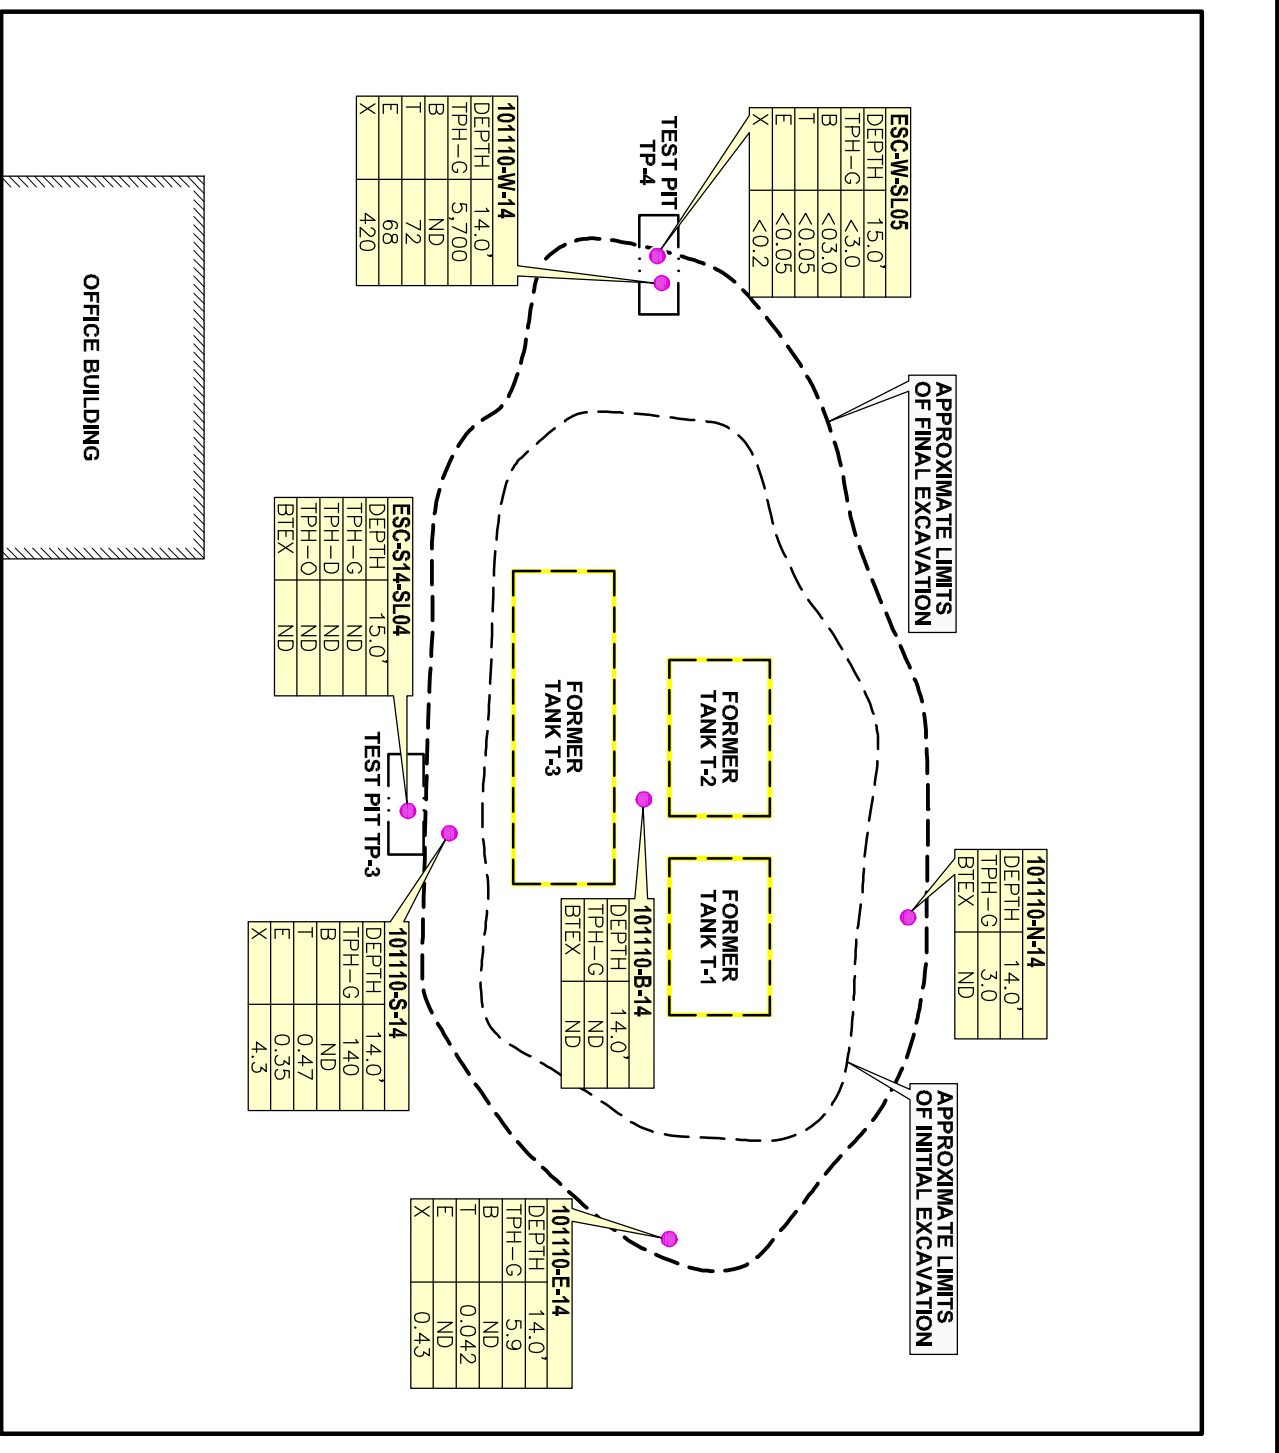 ESC-W-SL05
DEPTH 15.0'
TPH-G <3.0
B <03.0
T <0.05
E <0.05
X <0.2
TEST PIT
TP-4
101110-W-14
DEPTH 14.0'
TPH-G 5,700
B ND
T 72
E 68
X 420
APPROXIMATE LIMITS
OF FINAL EXCAVATION
101110-N-14
DEPTH 14.0'
TPH-G 3.0
BTEX ND
APPROXIMATE LIMITS
OF INITIAL EXCAVATION
FORMER
TANK T-2
FORMER
TANK T-1
FORMER
TANK T-3
101110-B-14
DEPTH 14.0'
TPH-G ND
BTEX ND
101110-E-14
DEPTH 14.0'
TPH-G 5.9
B ND
T 0.042
E ND
X 0.43
ESC-S14-SL04
DEPTH 15.0'
TPH-G ND
TPH-D ND
TPH-O ND
BTEX ND
TEST PIT TP-3
101110-S-14
DEPTH 14.0'
TPH-G 140
B ND
T 0.47
E 0.35
X 4.3
OFFICE BUILDING